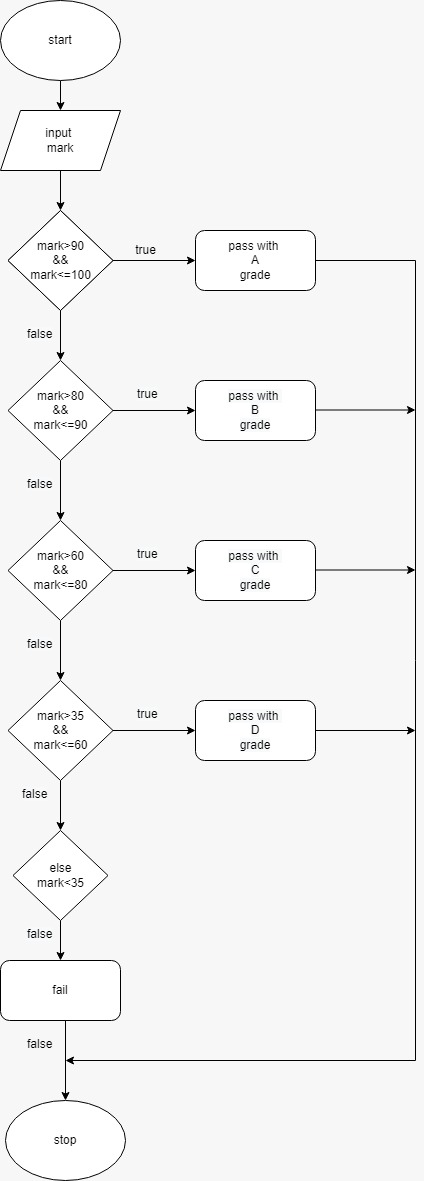 start
input
mark
mark>90
&&
mark<=100
true
pass with
A
grade
false
mark>80
&&
mark<=90
true
pass with
B
grade
false
mark>60
&&
mark<=80
true
pass with
C
grade
false
mark>35
&&
mark<=60
true
pass with
D
grade
false
else
mark<35
false
fail
false
stop